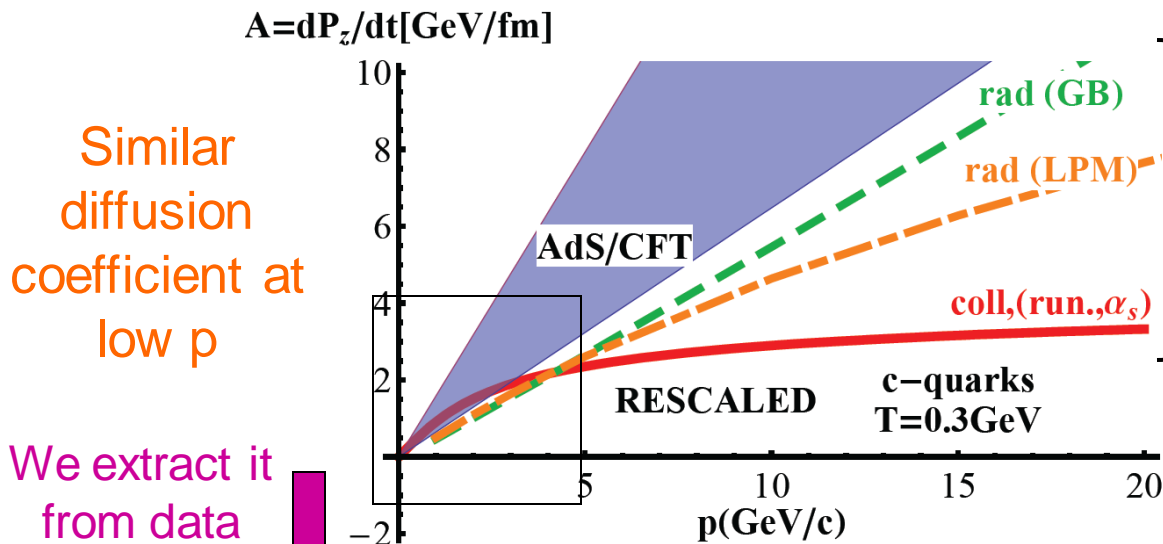 A=dP_z/dt[GeV/fm]
10
8
6
4
2
−2
5
10
15
20
p(GeV/c)
rad (GB)
rad (LPM)
AdS/CFT
coll,(run.,α_s)
RESCALED
c−quarks
T=0.3GeV
Similar
diffusion
coefficient at
low p
We extract it
from data